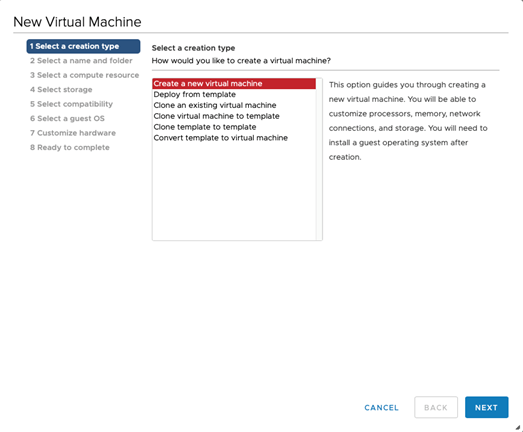 New Virtual Machine
1 Select a creation type
2 Select a name and folder
3 Select a compute resource
4 Select storage
5 Select compatibility
6 Select a guest OS
7 Customize hardware
8 Ready to complete
Select a creation type
How would you like to create a virtual machine?
Create a new virtual machine
Deploy from template
Clone an existing virtual machine
Clone virtual machine to template
Clone template to template
Convert template to virtual machine
This option guides you through creating a
new virtual machine. You will be able to
customize processors, memory, network
connections, and storage. You will need to
install a guest operating system after
creation.
CANCEL
BACK
NEXT